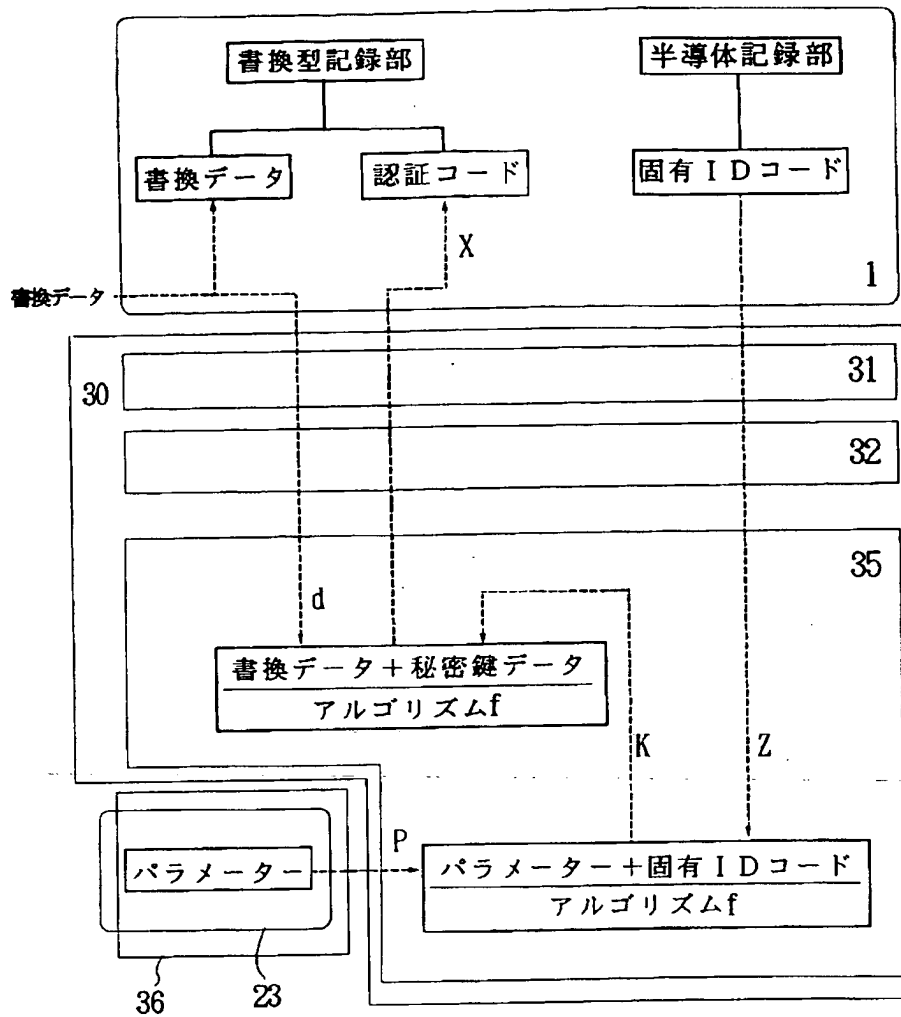 書換型記録部
半導体記録部
書換データ
認証コード
固有IDコード
X
1
書換データ
31
30
32
35
d
書換データ+秘密鍵データ
アルゴリズムf
K
Z
P
パラメーター
パラメーター+固有IDコード
アルゴリズムf
36
23